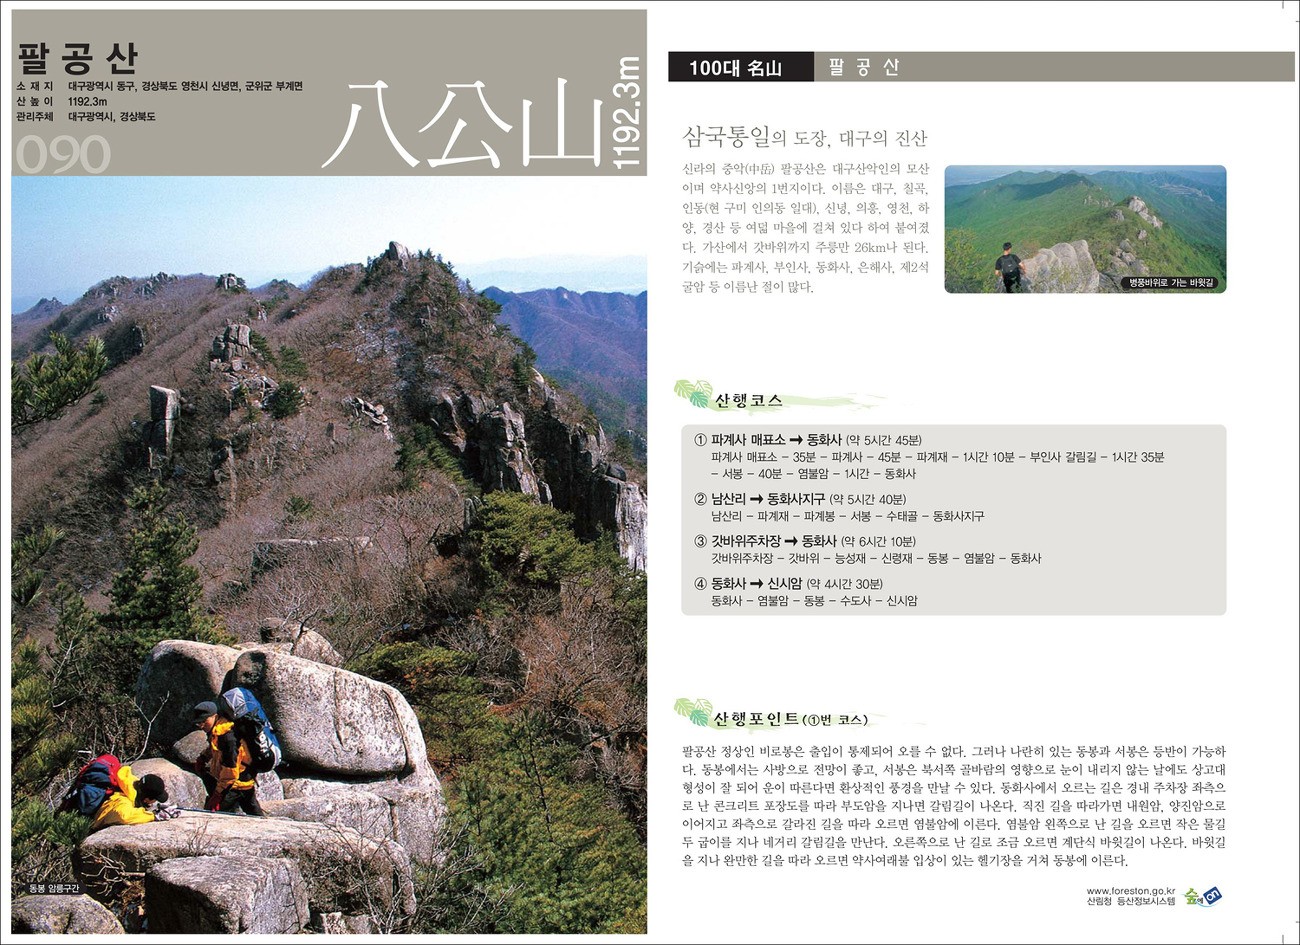 팔공산
소 재 지 대구광역시 동구, 경상북도 영천시 신녕면, 군위군 부계면
산 높 이 1192.3m
관리주체 대구광역시, 경상북도
090
八公山
1192.3m
동봉 암릉구간
100대 名山 팔 공 산
삼국통일의 도장, 대구의 진산
신라의 중악(中岳) 팔공산은 대구산악인의 모산
이며 약사신앙의 1번지이다. 이름은 대구, 칠곡,
인동(현 구미 인의동 일대), 신녕, 의흥, 영천, 하
양, 경산 등 여덟 마을에 걸쳐 있다 하여 붙여졌
다. 가산에서 갓바위까지 주릉만 26km나 된다.
기슭에는 파계사, 부인사, 동화사, 은해사, 제2석
굴암 등 이름난 절이 많다.
병풍바위로 가는 바윗길
산행코스
① 파계사 매표소 ➞ 동화사 (약 5시간 45분)
파계사 매표소 – 35분 – 파계사 – 45분 – 파계재 – 1시간 10분 – 부인사 갈림길 – 1시간 35분
– 서봉 – 40분 – 염불암 – 1시간 – 동화사
② 남산리 ➞ 동화사지구 (약 5시간 40분)
남산리 – 파계재 – 파계봉 – 서봉 – 수태골 – 동화사지구
③ 갓바위주차장 ➞ 동화사 (약 6시간 10분)
갓바위주차장 – 갓바위 – 능성재 – 신령재 – 동봉 – 염불암 – 동화사
④ 동화사 ➞ 신시암 (약 4시간 30분)
동화사 – 염불암 – 동봉 – 수도사 – 신시암
산행포인트(①번 코스)
팔공산 정상인 비로봉은 출입이 통제되어 오를 수 없다. 그러나 나란히 있는 동봉과 서봉은 등반이 가능하
다. 동봉에서는 사방으로 전망이 좋고, 서봉은 북서쪽 골바람의 영향으로 눈이 내리지 않는 날에도 상고대
형성이 잘 되어 운이 따른다면 환상적인 풍경을 만날 수 있다. 동화사에서 오르는 길은 경내 주차장 좌측으
로 난 콘크리트 포장도를 따라 부도암을 지나면 갈림길이 나온다. 직진 길을 따라가면 내원암, 양진암으로
이어지고 좌측으로 갈라진 길을 따라 오르면 염불암에 이른다. 염불암 왼쪽으로 난 길을 오르면 작은 물길
두 굽이를 지나 네거리 갈림길을 만난다. 오른쪽으로 난 길로 조금 오르면 계단식 바윗길이 나온다. 바윗길
을 지나 완만한 길을 따라 오르면 약사여래불 입상이 있는 헬기장을 거쳐 동봉에 이른다.
www.foreston.go.kr
산림청 등산정보시스템
숲에on